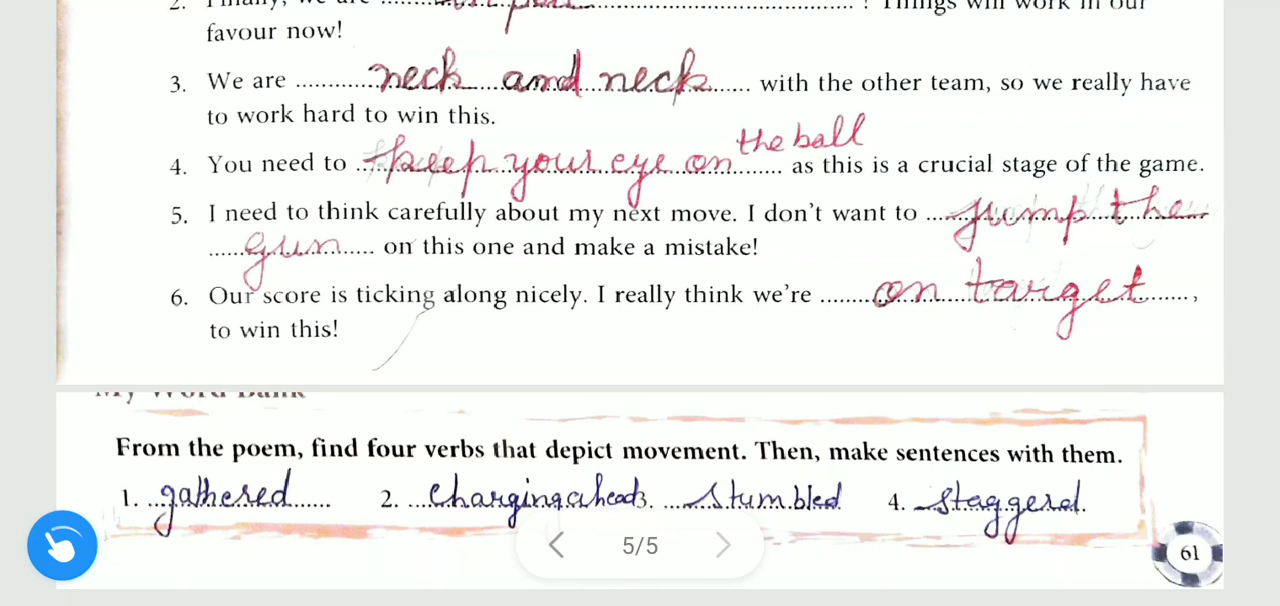 favour now!
3. We are ............neck and neck...... with the other team, so we really have
to work hard to win this.
the ball
4. You need to ......keep your eye on........ as this is a crucial stage of the game.
5. I need to think carefully about my next move. I don't want to ....jump the
......gun...... on this one and make a mistake!
6. Our score is ticking along nicely. I really think we're ........on target......,
to win this!
My Word Bank
From the poem, find four verbs that depict movement. Then, make sentences with them.
1. ..gathered...... 2. ....charging ahead 3. ....stumbled 4. staggerd.
5/5
61